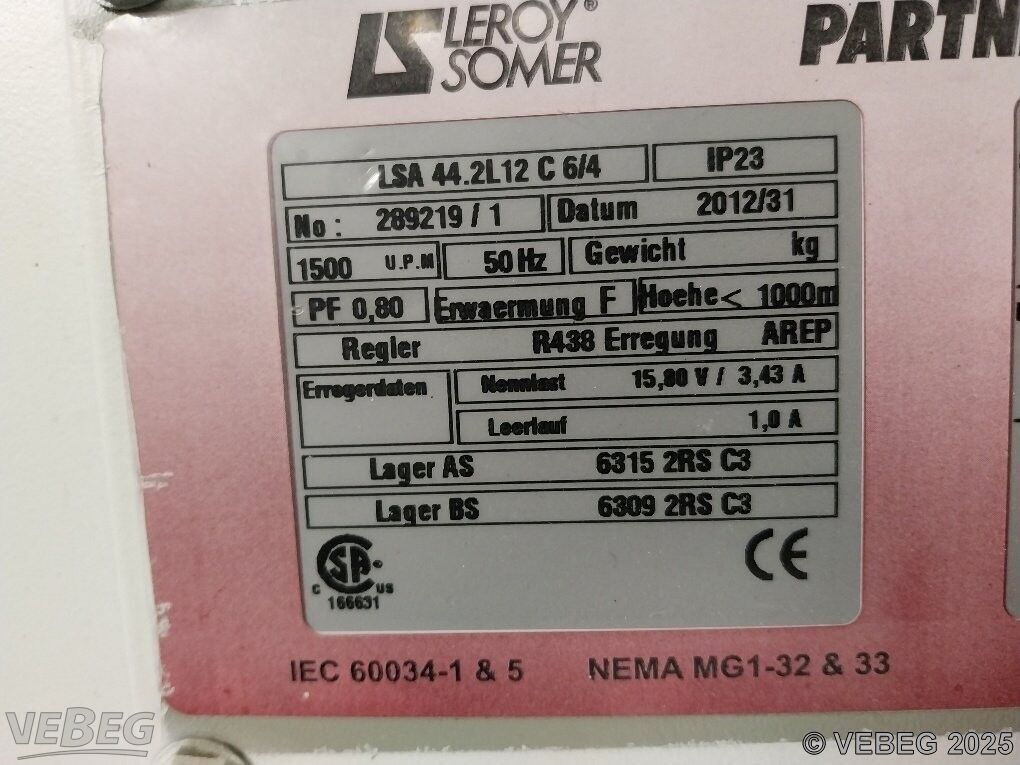 LEROY®
SOMER
PARTN
LSA 44.2L12 C 6/4 IP23
No : 289219 / 1 Datum 2012/31
1500 U.P.M 50 Hz Gewicht kg
PF 0,80 Erwaermung F Hoehe < 1000m
Regler R438 Erregung AREP
Erregerdaten Nennlast 15,80 V / 3,43 A
Leerlauf 1,0 A
Lager AS 6315 2RS C3
Lager BS 6309 2RS C3
C SA US CE
166631
IEC 60034-1 & 5 NEMA MG1-32 & 33
VEBEG
© VEBEG 2025